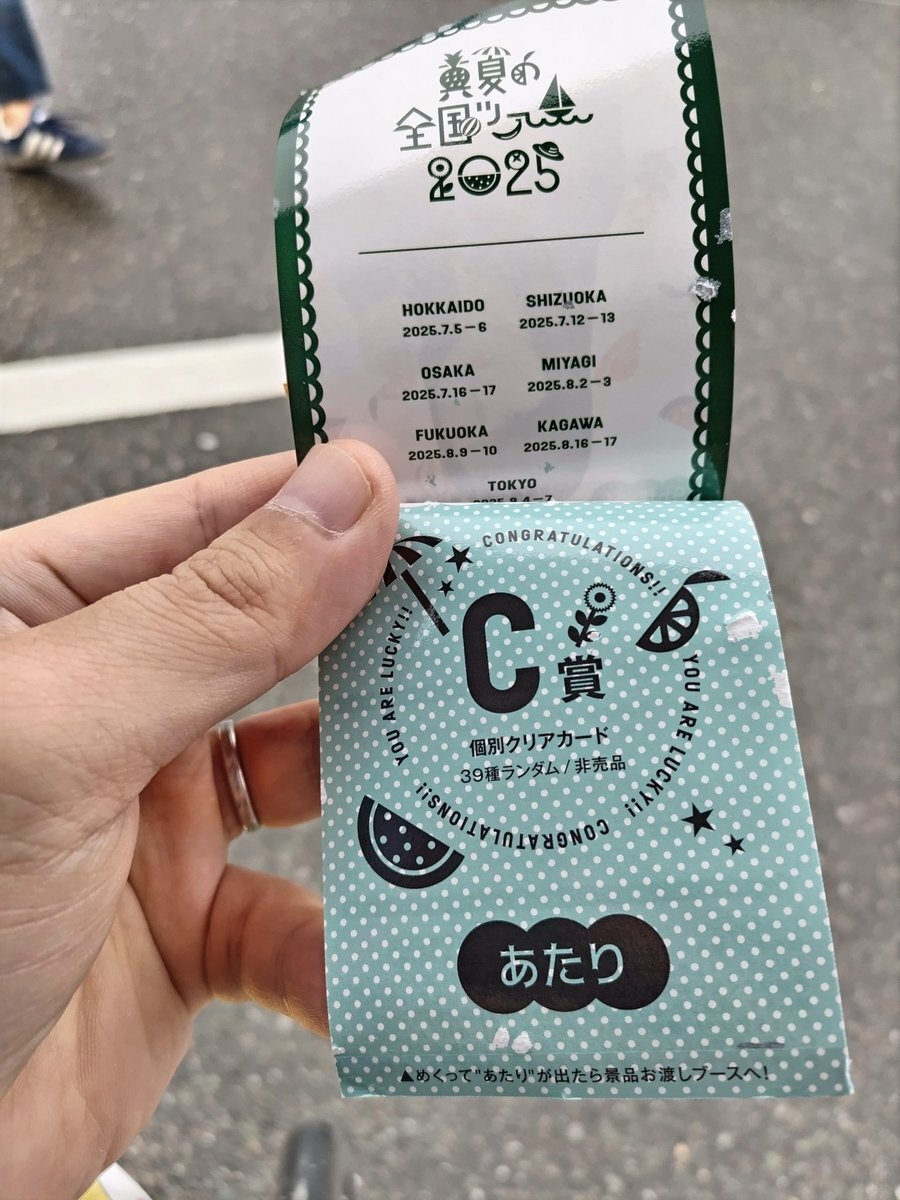 真夏の
全国ツアー
2025
HOKKAIDO
2025.7.5−6
SHIZUOKA
2025.7.12−13
OSAKA
2025.7.16−17
MIYAGI
2025.8.2−3
FUKUOKA
2025.8.9−10
KAGAWA
2025.8.16−17
TOKYO
CONGRATULATIONS!!
YOU ARE LUCKY!!
CONGRATULATIONS!!
YOU ARE LUCKY!!
C賞
個別クリアカード
39種ランダム/非売品
あたり
▲めくって"あたり"が出たら景品お渡しブースへ!